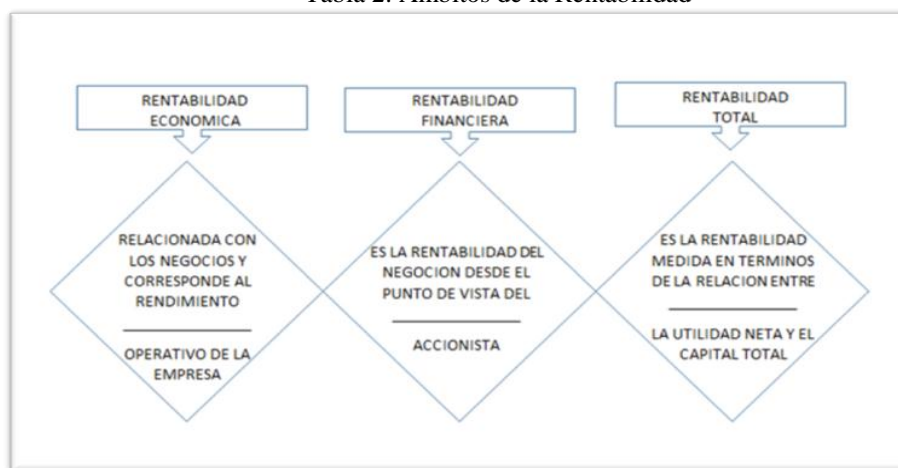 Tabla 2. Ámbitos de la Rentabilidad
RENTABILIDAD
ECONOMICA
RELACIONADA CON
LOS NEGOCIOS Y
CORRESPONDE AL
RENDIMIENTO
OPERATIVO DE LA
EMPRESA
RENTABILIDAD
FINANCIERA
ES LA RENTABILIDAD DEL
NEGOCION DESDE EL
PUNTO DE VISTA DEL
ACCIONISTA
RENTABILIDAD
TOTAL
ES LA RENTABILIDAD
MEDIDA EN TERMINOS
DE LA RELACION ENTRE
LA UTILIDAD NETA Y EL
CAPITAL TOTAL